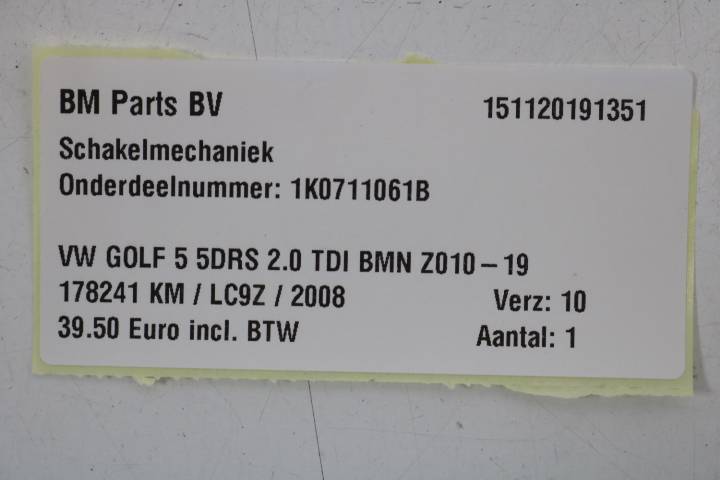 BM Parts BV 151120191351
Schakelmechaniek
Onderdeelnummer: 1K0711061B
VW GOLF 5 5DRS 2.0 TDI BMN Z010 – 19
178241 KM / LC9Z / 2008 Verz: 10
39.50 Euro incl. BTW Aantal: 1